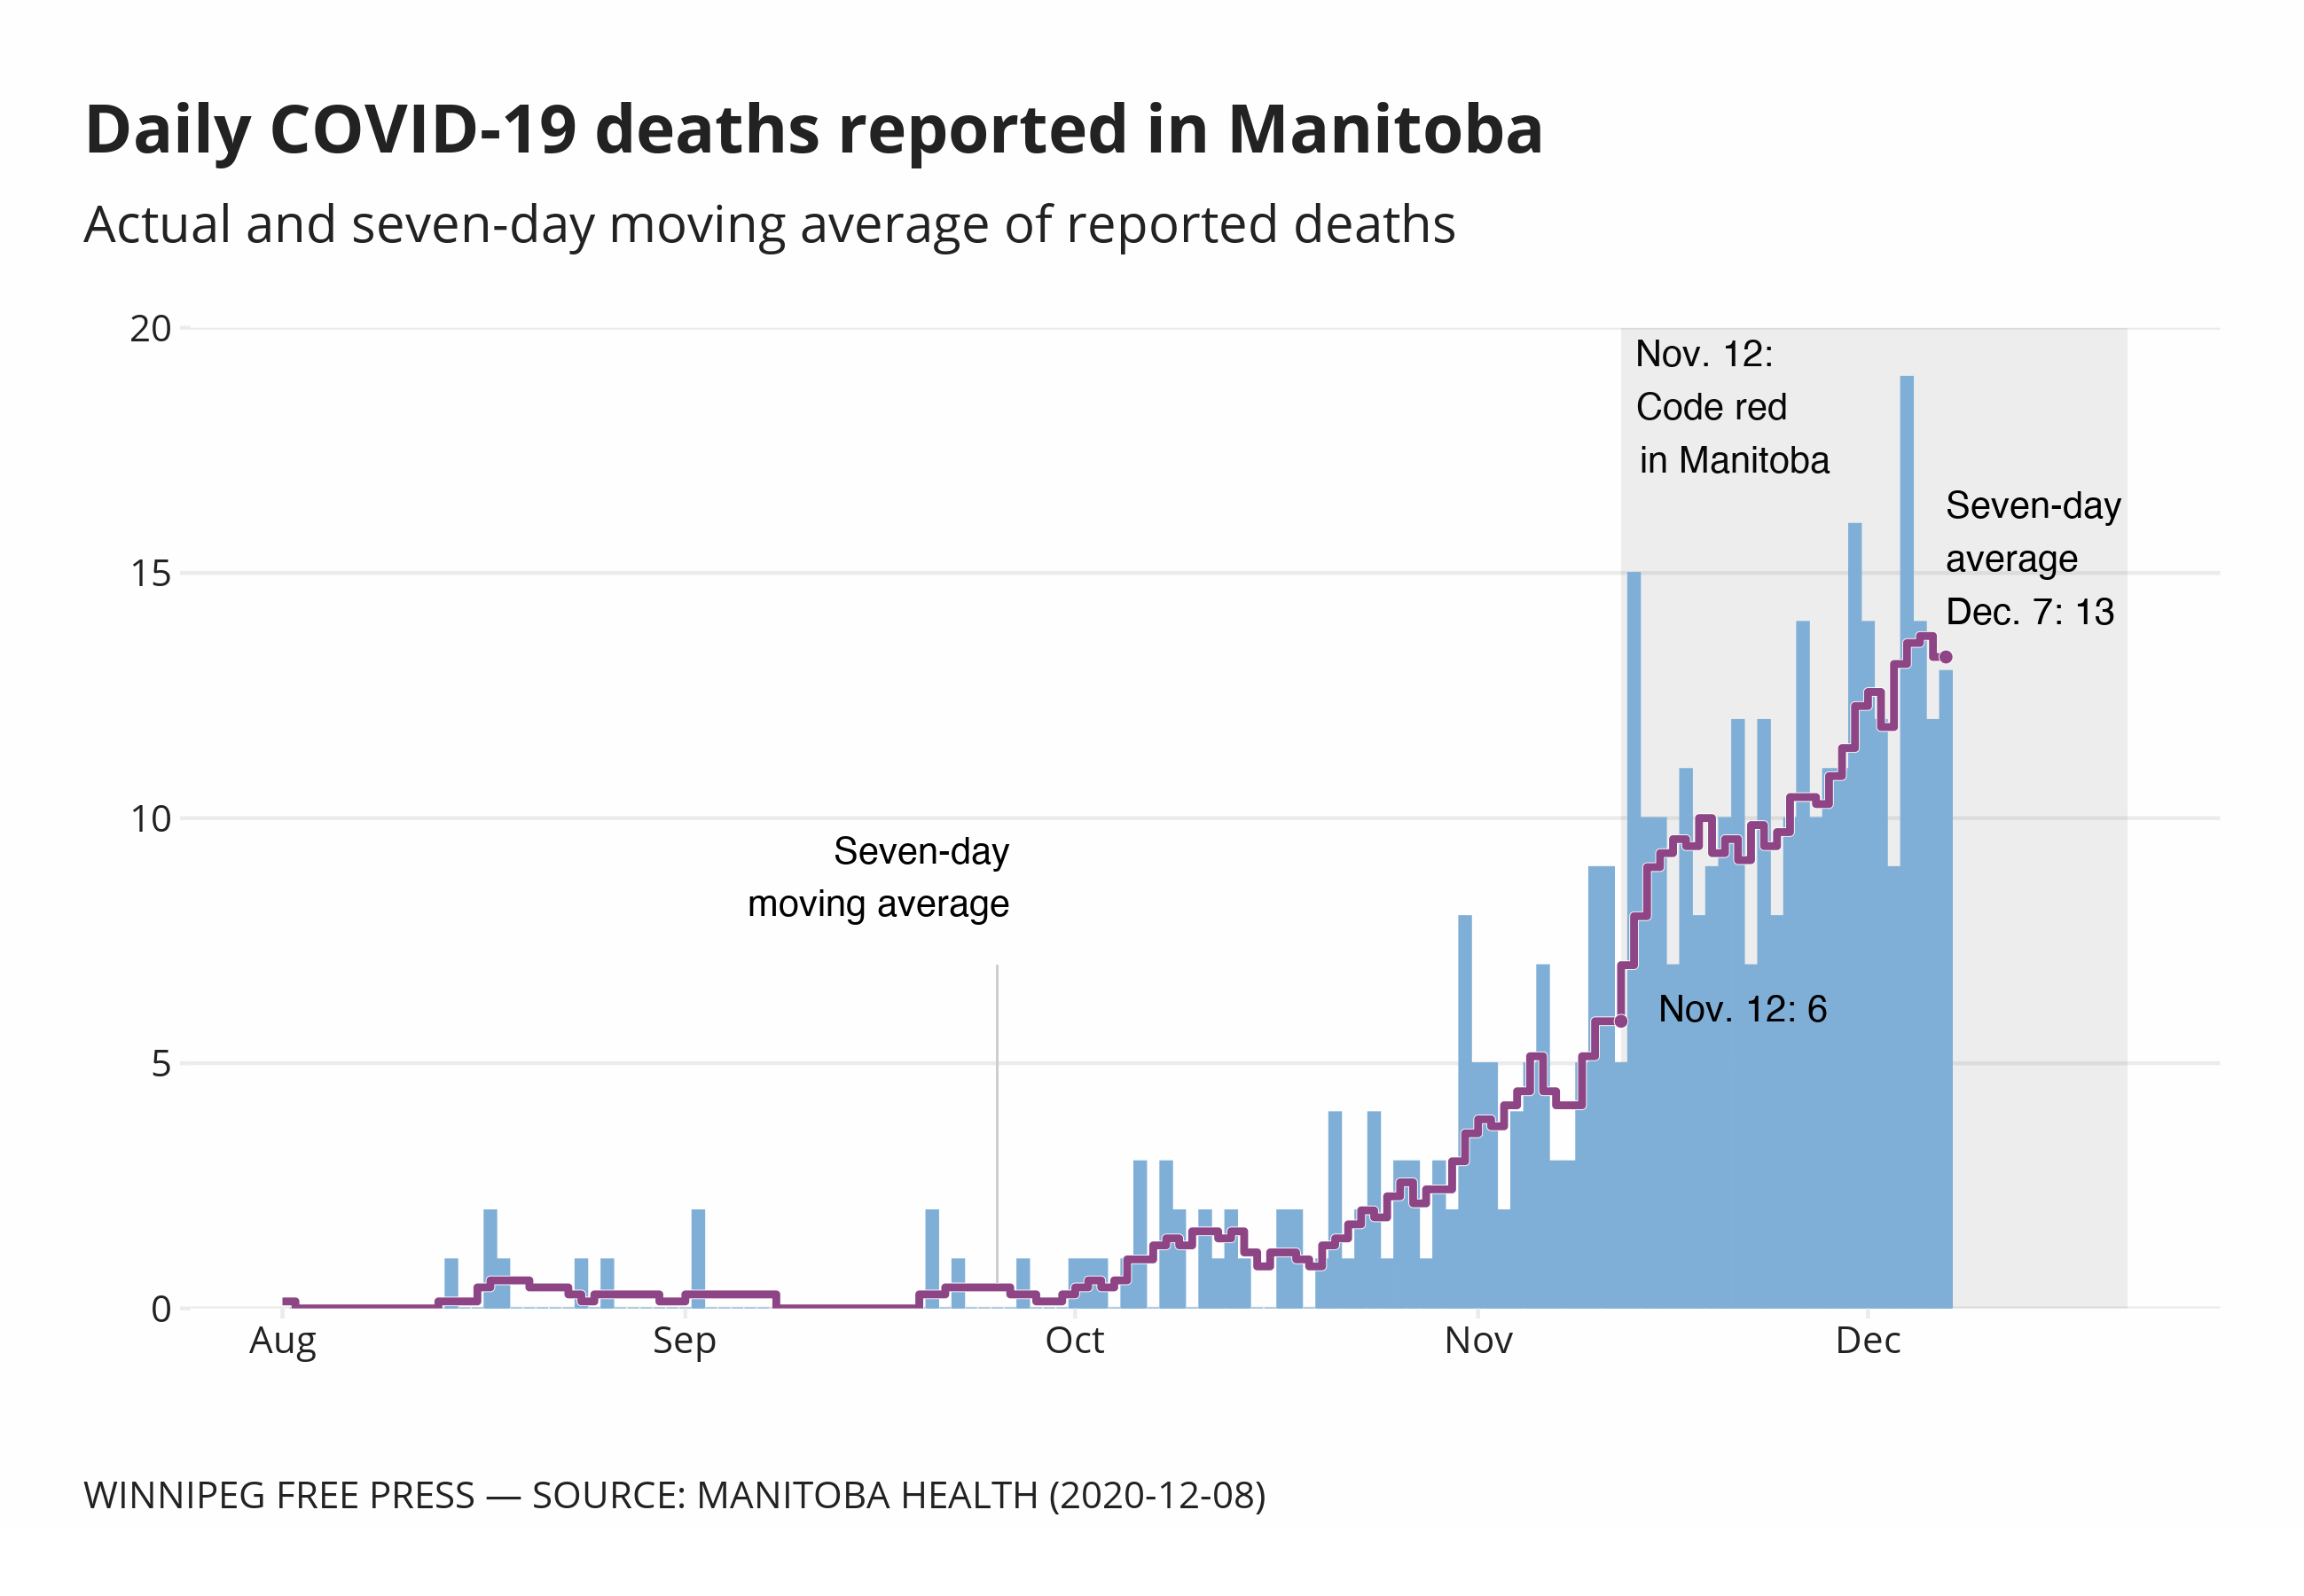 Daily COVID-19 deaths reported in Manitoba
Actual and seven-day moving average of reported deaths
20
Nov. 12:
Code red
in Manitoba
Seven-day
average
Dec. 7: 13
15
10
Seven-day
moving average
Nov. 12: 6
5
0
Aug
Sep
Oct
Nov
Dec
WINNIPEG FREE PRESS — SOURCE: MANITOBA HEALTH (2020-12-08)